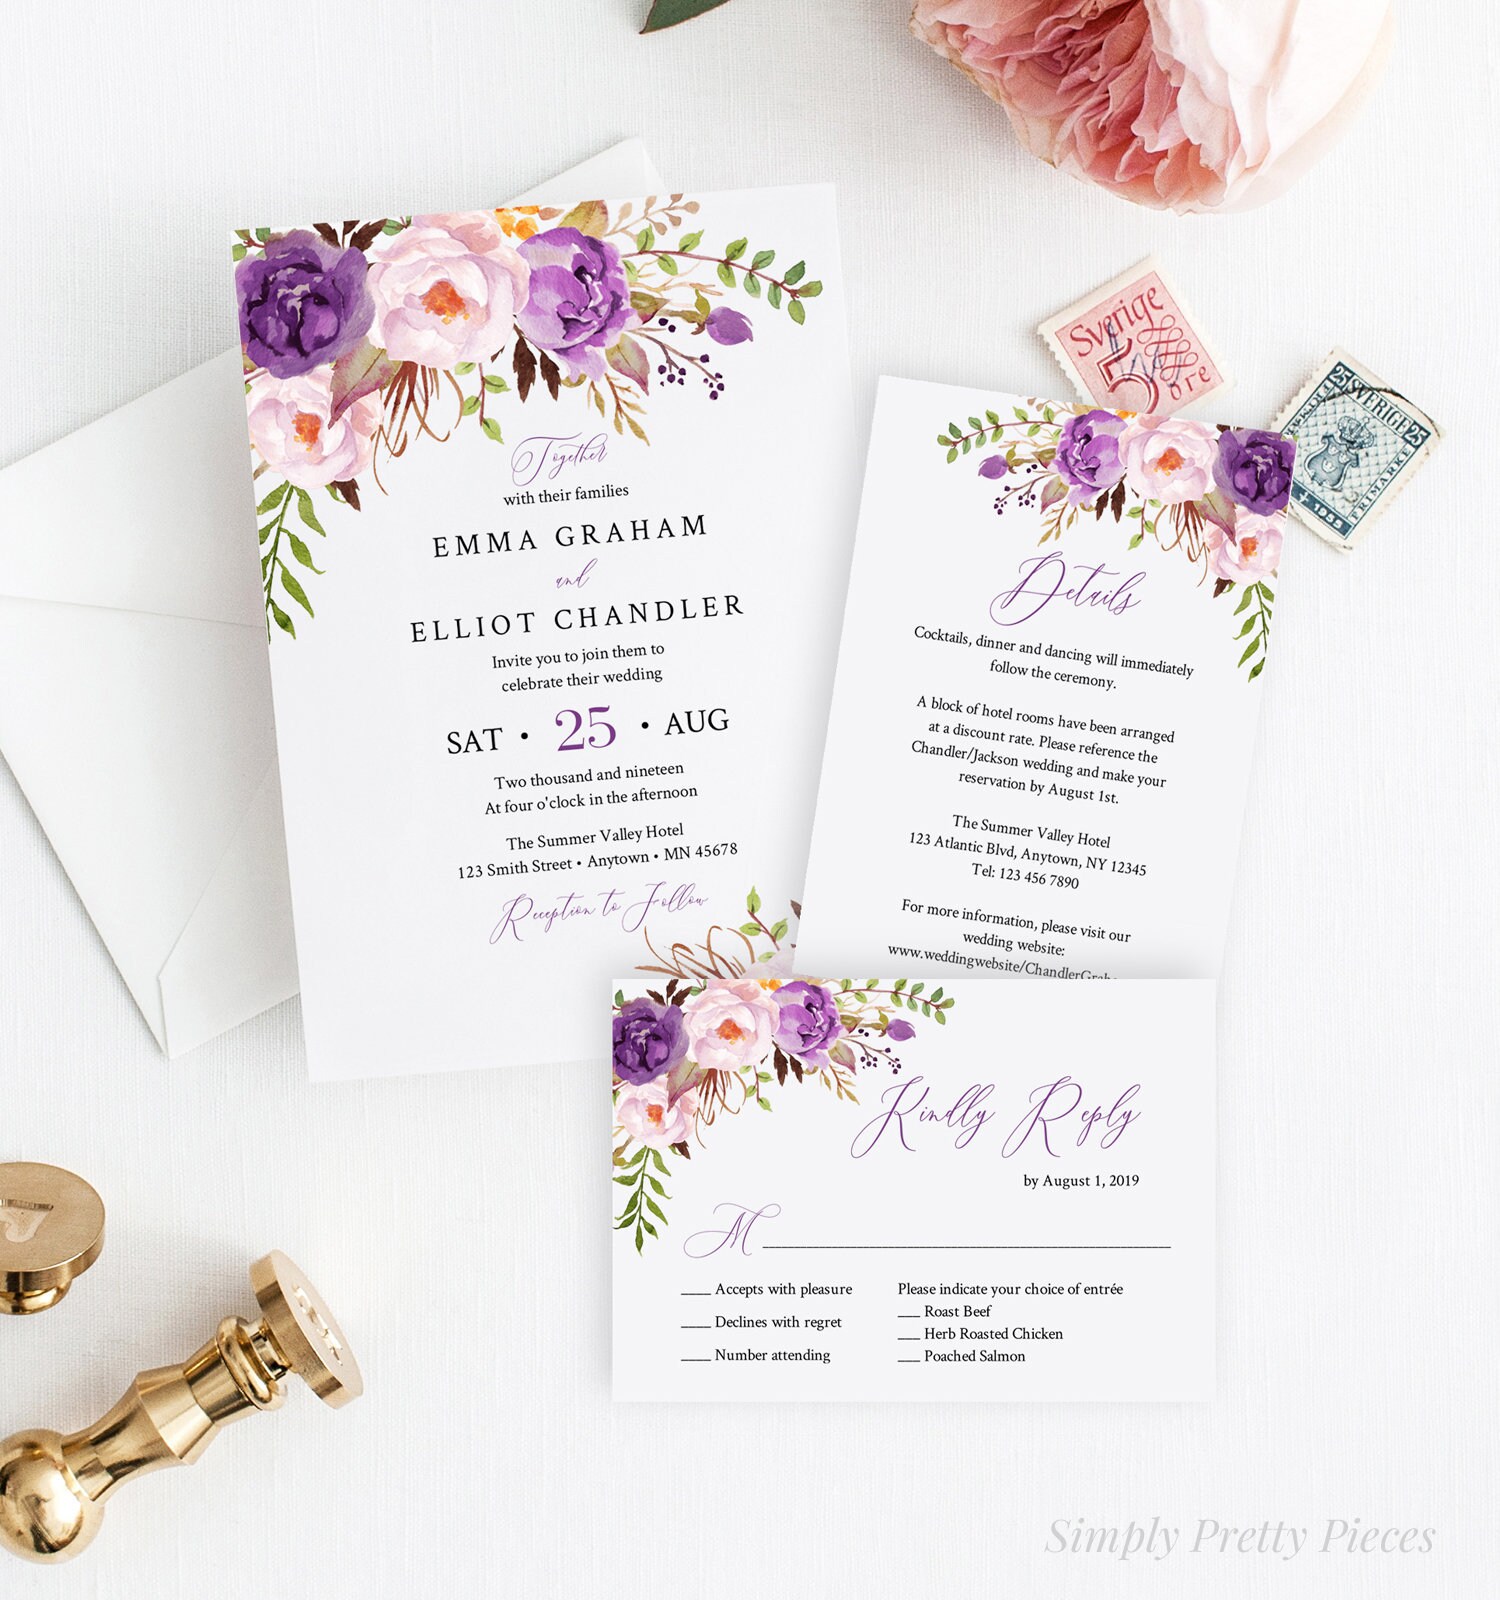 Together
with their families
EMMA GRAHAM
and
ELLIOT CHANDLER
Invite you to join them to
celebrate their wedding
SAT • 25 • AUG
Two thousand and nineteen
At four o'clock in the afternoon
The Summer Valley Hotel
123 Smith Street • Anytown • MN 45678
Reception to Follow
Sverige
5
öre
25 SVERIGE 25
FRIMÄRKE
1955
Details
Cocktails, dinner and dancing will immediately
follow the ceremony.
A block of hotel rooms have been arranged
at a discount rate. Please reference the
Chandler/Jackson wedding and make your
reservation by August 1st.
The Summer Valley Hotel
123 Atlantic Blvd, Anytown, NY 12345
Tel: 123 456 7890
For more information, please visit our
wedding website:
www.weddingwebsite/ChandlerGrah
Kindly Reply
by August 1, 2019
M
____ Accepts with pleasure
____ Declines with regret
____ Number attending
Please indicate your choice of entrée
___ Roast Beef
___ Herb Roasted Chicken
___ Poached Salmon
Simply Pretty Pieces